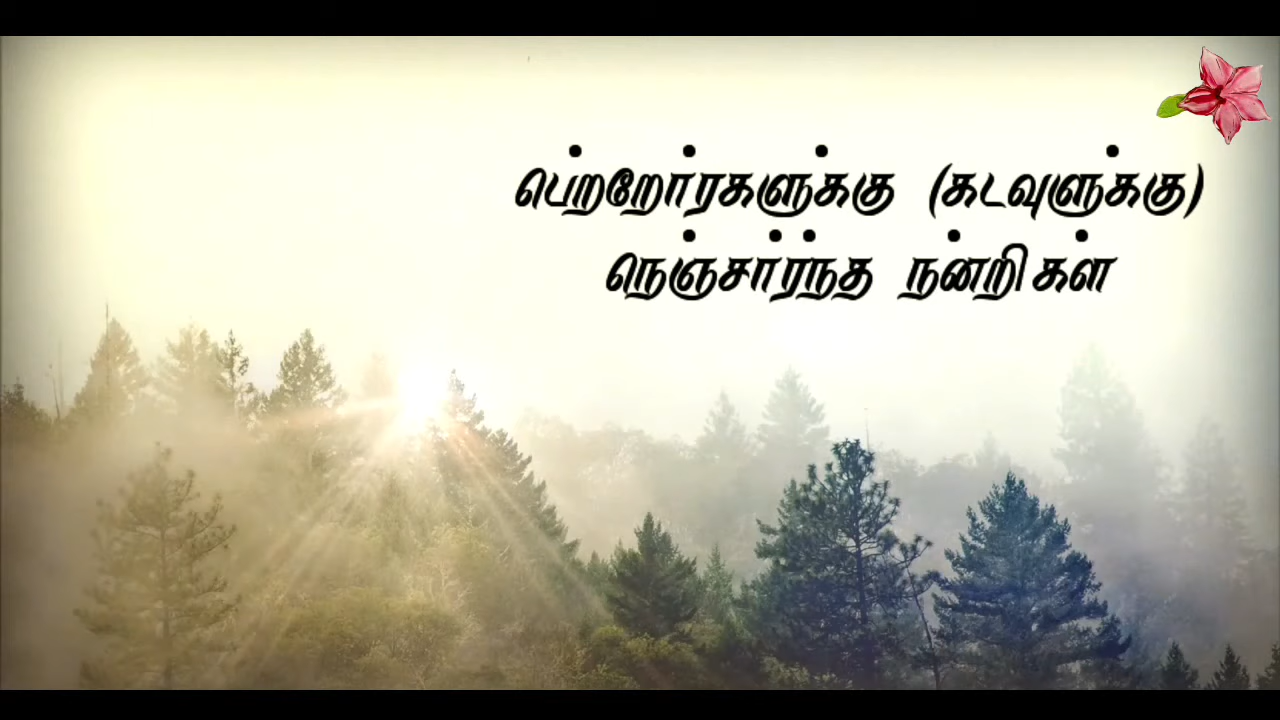 பெற்றோர்களுக்கு (கடவுளுக்கு)
நெஞ்சார்ந்த நன்றிகள்